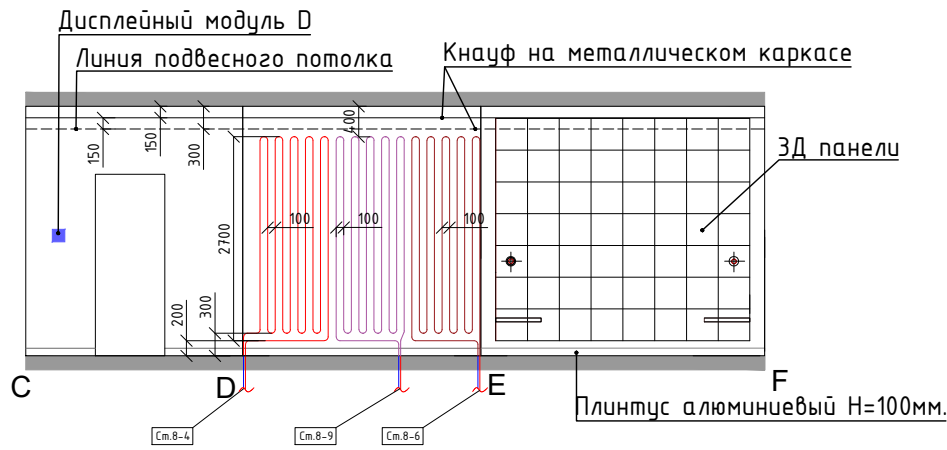 Дисплейный модуль D
Линия подвесного потолка
Кнауф на металлическом каркасе
150
150
300
400
3Д панели
100
100
100
2700
200
300
C
D
E
F
Ст.8-4
Ст.8-9
Ст.8-6
Плинтус алюминиевый H=100мм.